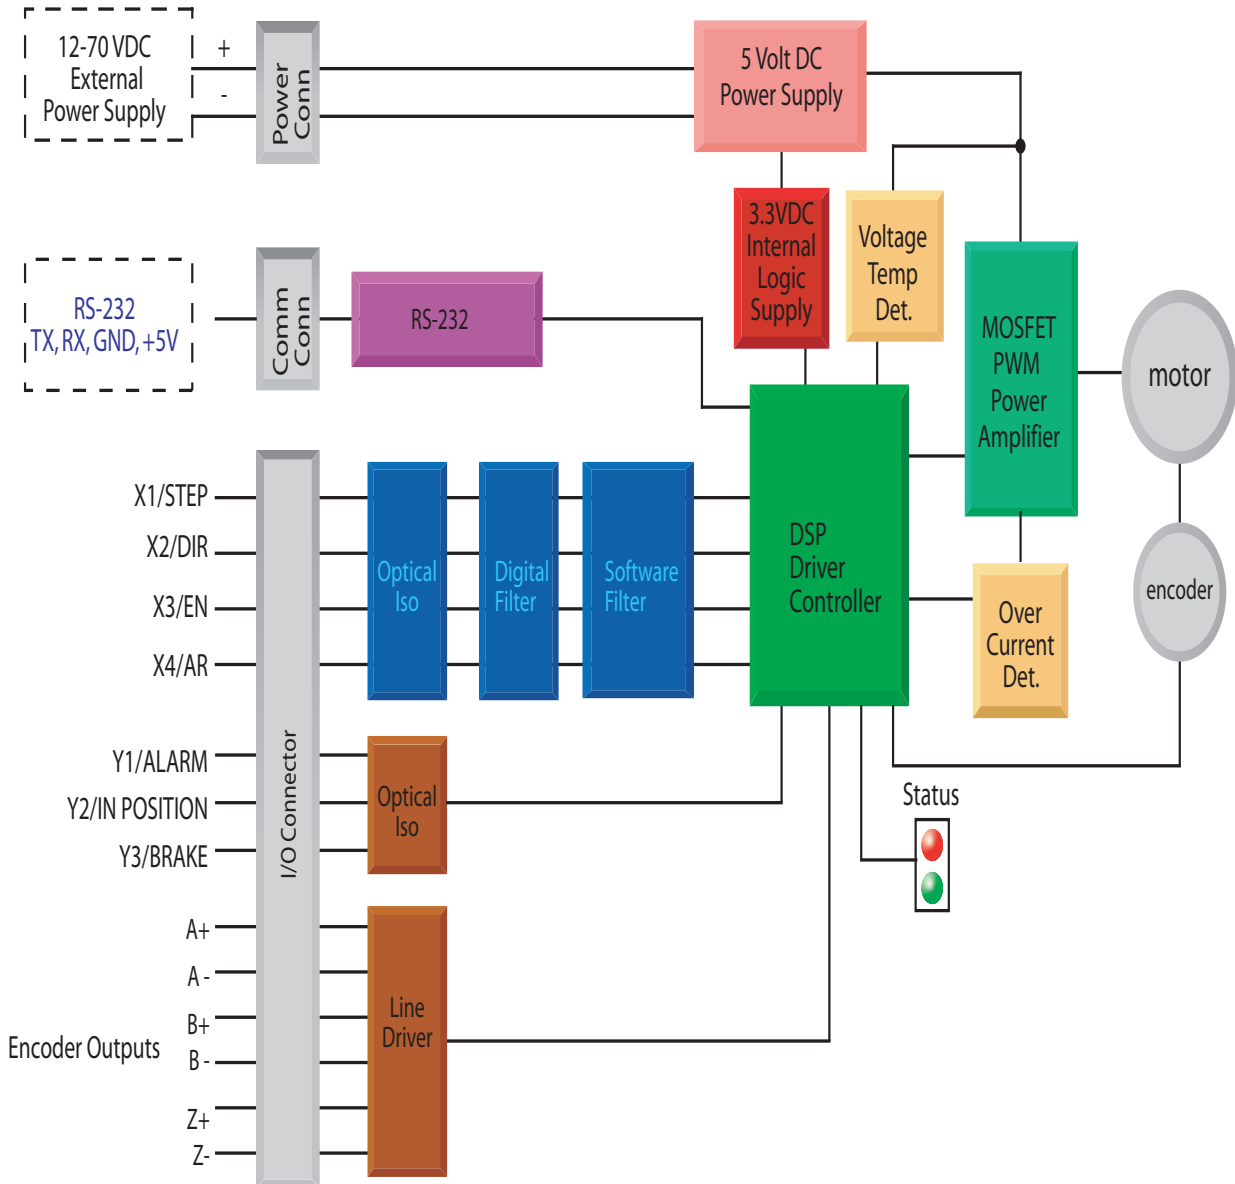 12-70 VDC
External
Power Supply
+
-
Power
Conn
5 Volt DC
Power Supply
3.3VDC
Internal
Logic
Supply
Voltage
Temp
Det.
RS-232
TX, RX, GND, +5V
Comm
Conn
RS-232
MOSFET
PWM
Power
Amplifier
motor
encoder
X1/STEP
X2/DIR
X3/EN
X4/AR
Optical
Iso
Digital
Filter
Software
Filter
DSP
Driver
Controller
Over
Current
Det.
I/O Connector
Y1/ALARM
Y2/IN POSITION
Y3/BRAKE
Optical
Iso
Status
Encoder Outputs
A+
A -
B+
B -
Z+
Z-
Line
Driver